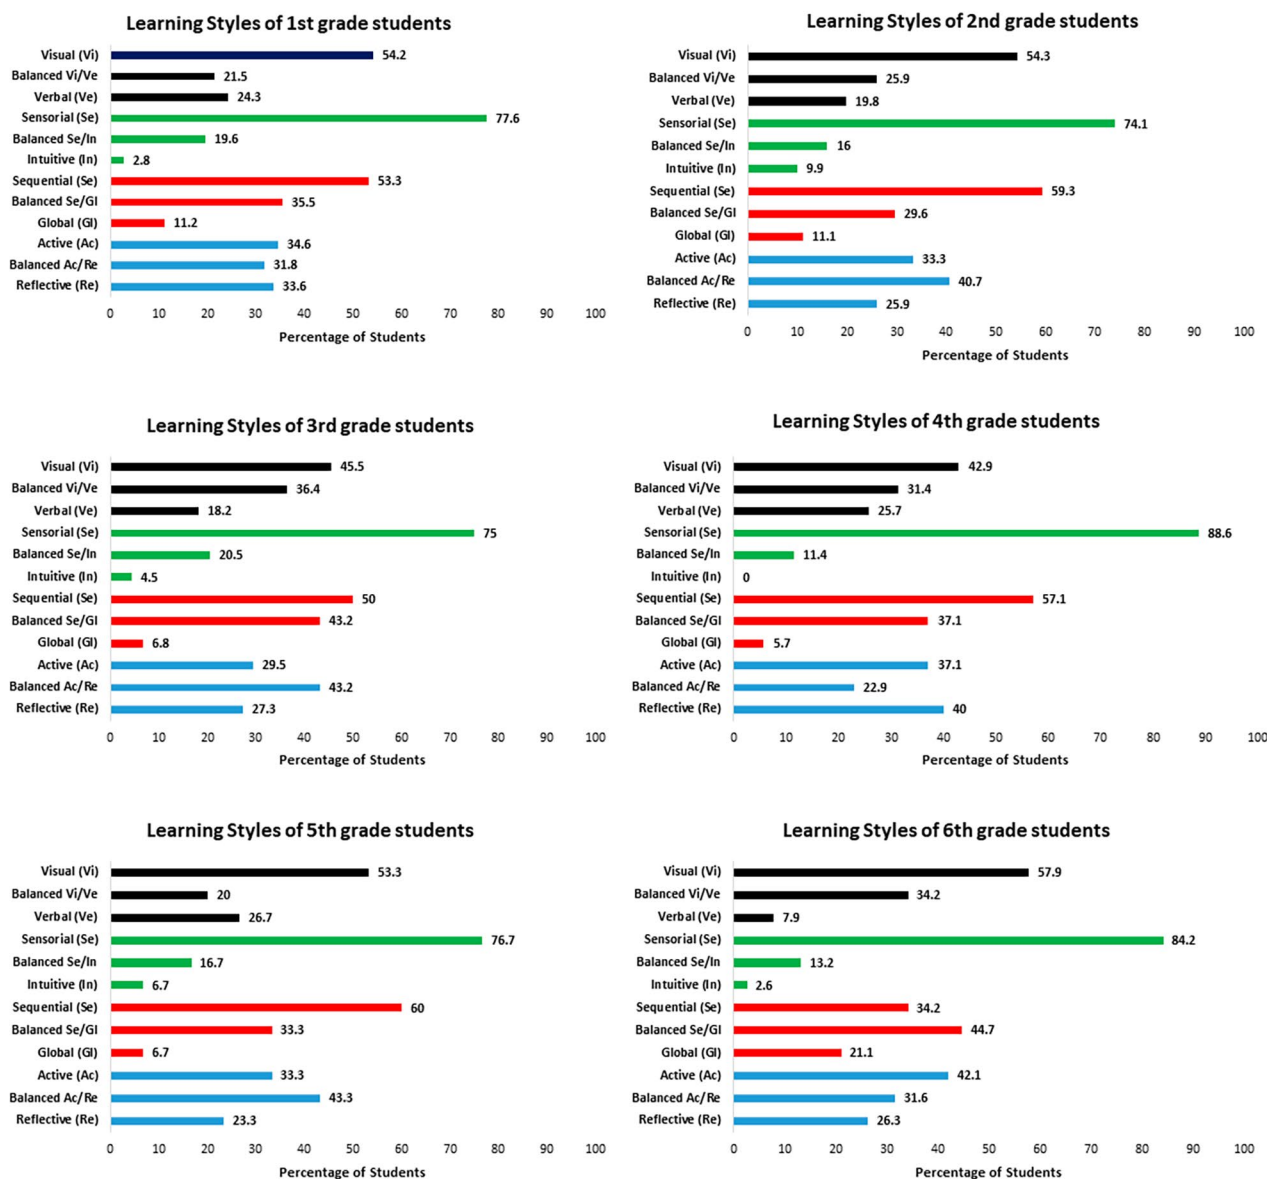 Learning Styles of 1st grade students
Visual (Vi) 54.2
Balanced Vi/Ve 21.5
Verbal (Ve) 24.3
Sensorial (Se) 77.6
Balanced Se/In 19.6
Intuitive (In) 2.8
Sequential (Se) 53.3
Balanced Se/Gl 35.5
Global (Gl) 11.2
Active (Ac) 34.6
Balanced Ac/Re 31.8
Reflective (Re) 33.6
0 10 20 30 40 50 60 70 80 90 100
Percentage of Students
Learning Styles of 2nd grade students
Visual (Vi) 54.3
Balanced Vi/Ve 25.9
Verbal (Ve) 19.8
Sensorial (Se) 74.1
Balanced Se/In 16
Intuitive (In) 9.9
Sequential (Se) 59.3
Balanced Se/Gl 29.6
Global (Gl) 11.1
Active (Ac) 33.3
Balanced Ac/Re 40.7
Reflective (Re) 25.9
0 10 20 30 40 50 60 70 80 90 100
Percentage of Students
Learning Styles of 3rd grade students
Visual (Vi) 45.5
Balanced Vi/Ve 36.4
Verbal (Ve) 18.2
Sensorial (Se) 75
Balanced Se/In 20.5
Intuitive (In) 4.5
Sequential (Se) 50
Balanced Se/Gl 43.2
Global (Gl) 6.8
Active (Ac) 29.5
Balanced Ac/Re 43.2
Reflective (Re) 27.3
0 10 20 30 40 50 60 70 80 90 100
Percentage of Students
Learning Styles of 4th grade students
Visual (Vi) 42.9
Balanced Vi/Ve 31.4
Verbal (Ve) 25.7
Sensorial (Se) 88.6
Balanced Se/In 11.4
Intuitive (In) 0
Sequential (Se) 57.1
Balanced Se/Gl 37.1
Global (Gl) 5.7
Active (Ac) 37.1
Balanced Ac/Re 22.9
Reflective (Re) 40
0 10 20 30 40 50 60 70 80 90 100
Percentage of Students
Learning Styles of 5th grade students
Visual (Vi) 53.3
Balanced Vi/Ve 20
Verbal (Ve) 26.7
Sensorial (Se) 76.7
Balanced Se/In 16.7
Intuitive (In) 6.7
Sequential (Se) 60
Balanced Se/Gl 33.3
Global (Gl) 6.7
Active (Ac) 33.3
Balanced Ac/Re 43.3
Reflective (Re) 23.3
0 10 20 30 40 50 60 70 80 90 100
Percentage of Students
Learning Styles of 6th grade students
Visual (Vi) 57.9
Balanced Vi/Ve 34.2
Verbal (Ve) 7.9
Sensorial (Se) 84.2
Balanced Se/In 13.2
Intuitive (In) 2.6
Sequential (Se) 34.2
Balanced Se/Gl 44.7
Global (Gl) 21.1
Active (Ac) 42.1
Balanced Ac/Re 31.6
Reflective (Re) 26.3
0 10 20 30 40 50 60 70 80 90 100
Percentage of Students